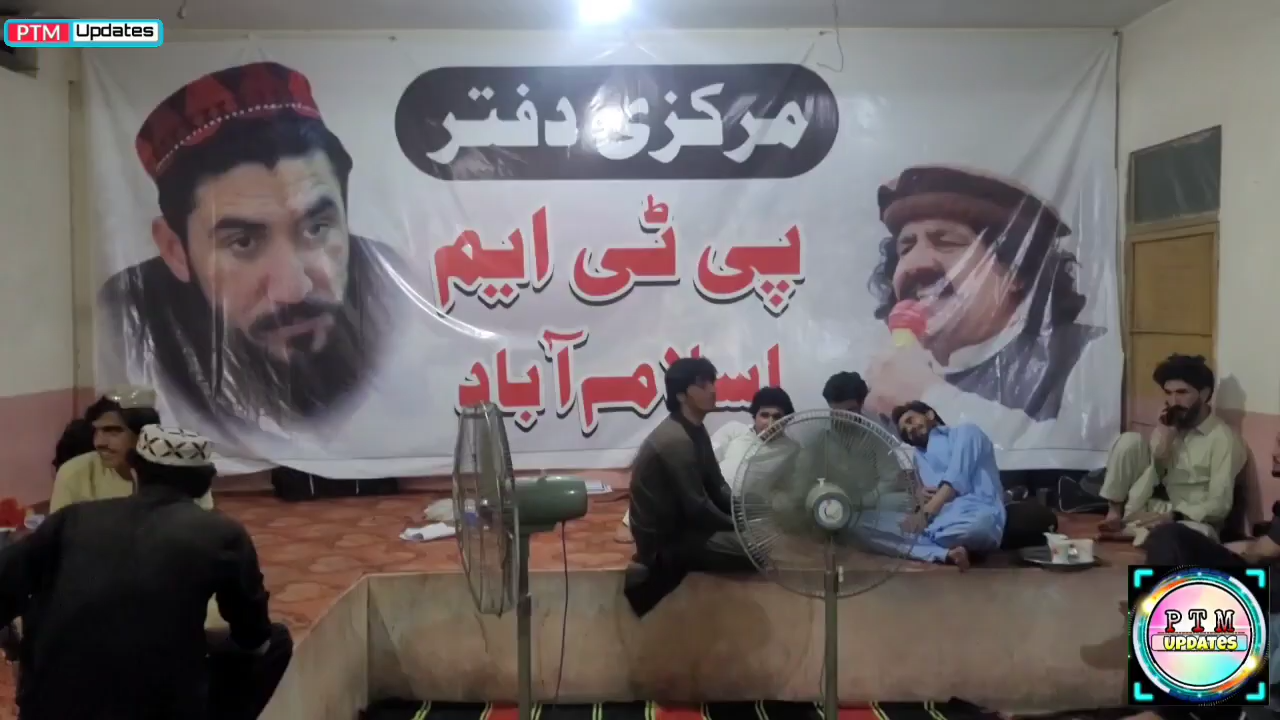 PTM Updates
مرکزی دفتر
پی ٹی ایم
اسلام آباد
PTM
UPDATES